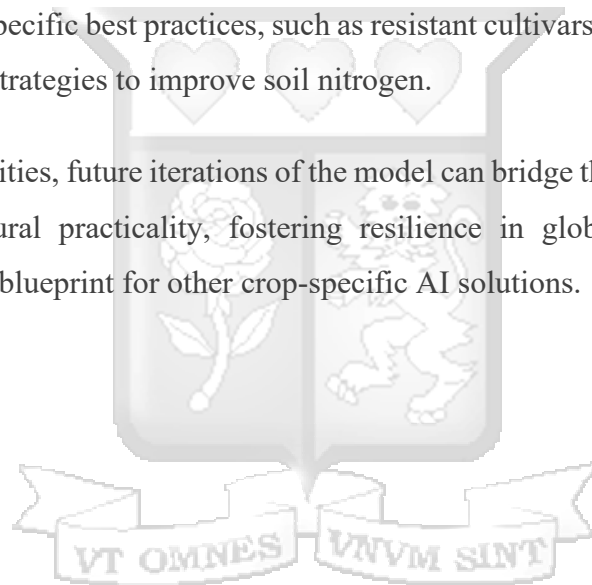 pecific best practices, such as resistant cultivars
trategies to improve soil nitrogen.
ities, future iterations of the model can bridge th
ural practicality, fostering resilience in glob
blueprint for other crop-specific AI solutions.
VT OMNES VNVM SINT